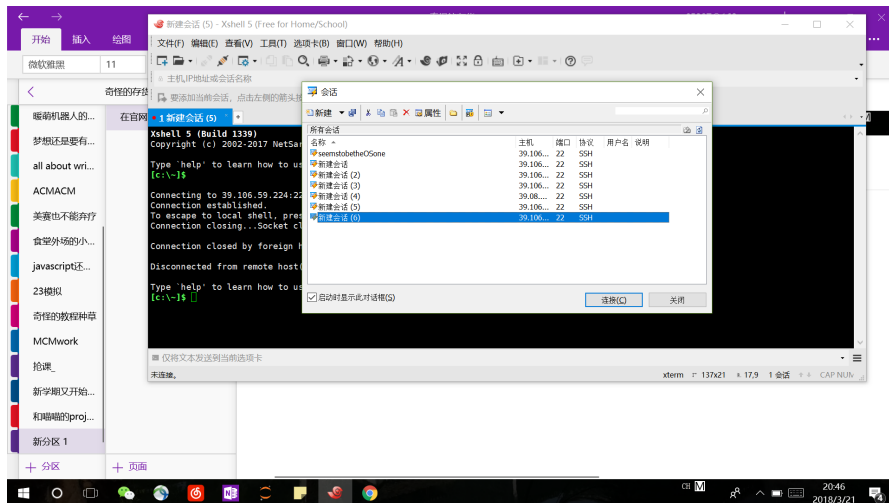 开始 插入 绘图
微软雅黑 11
奇怪的存技
在官网
暖萌机器人的...
梦想还是要有...
all about wri...
ACMACM
美赛也不能弃疗
食堂外场的小...
javascript还...
23模拟
奇怪的教程种草
MCMwork
抢课_
新学期又开始...
和喵喵的proj...
新分区 1
＋ 分区 ＋ 页面
新建会话 (5) - Xshell 5 (Free for Home/School)
文件(F) 编辑(E) 查看(V) 工具(T) 选项卡(B) 窗口(W) 帮助(H)
主机,IP地址或会话名称
要添加当前会话，点击左侧的箭头按
1 新建会话 (5)
Xshell 5 (Build 1339)
Copyright (c) 2002-2017 NetSar
Type `help' to learn how to us
[c:\~]$
Connecting to 39.106.59.224:22
Connection established.
To escape to local shell, pres
Connection closing...Socket cl
Connection closed by foreign h
Disconnected from remote host(
Type `help' to learn how to us
[c:\~]$
会话
新建 属性
所有会话
名称 主机 端口 协议 用户名 说明
seemstobetheOSone 39.106... 22 SSH
新建会话 39.106... 22 SSH
新建会话 (2) 39.106... 22 SSH
新建会话 (3) 39.106... 22 SSH
新建会话 (4) 39.08.... 22 SSH
新建会话 (5) 39.106... 22 SSH
新建会话 (6) 39.106... 22 SSH
启动时显示此对话框(S) 连接(C) 关闭
仅将文本发送到当前选项卡
未连接。 xterm 137x21 17,9 1 会话 CAP NUM
CH M
20:46
2018/3/21